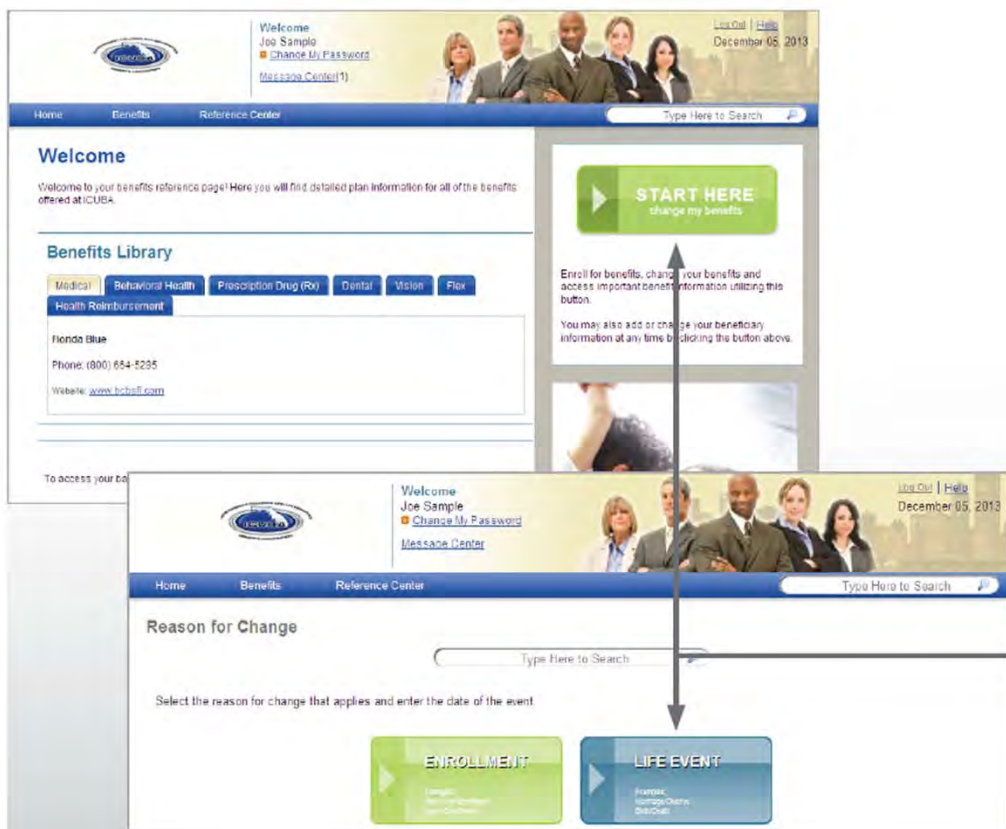 Welcome
Joe Sample
Change My Password
Message Center(1)
Log Out | Help
December 05, 2013
ICUBA
Home Benefits Reference Center Type Here to Search
Welcome
Welcome to your benefits reference page! Here you will find detailed plan information for all of the benefits
offered at ICUBA.
Benefits Library
Medical Behavioral Health Prescription Drug (Rx) Dental Vision Flex
Health Reimbursement
Florida Blue
Phone: (800) 664-5295
Website: www.bcbsfl.com
To access your ba
START HERE
change my benefits
Enroll for benefits, change your benefits and
access important benefit information utilizing this
button.
You may also add or change your beneficiary
information at any time by clicking the button above.
Welcome
Joe Sample
Change My Password
Message Center
Log Out | Help
December 05, 2013
ICUBA
Home Benefits Reference Center Type Here to Search
Reason for Change
Type Here to Search
Select the reason for change that applies and enter the date of the event
ENROLLMENT
LIFE EVENT